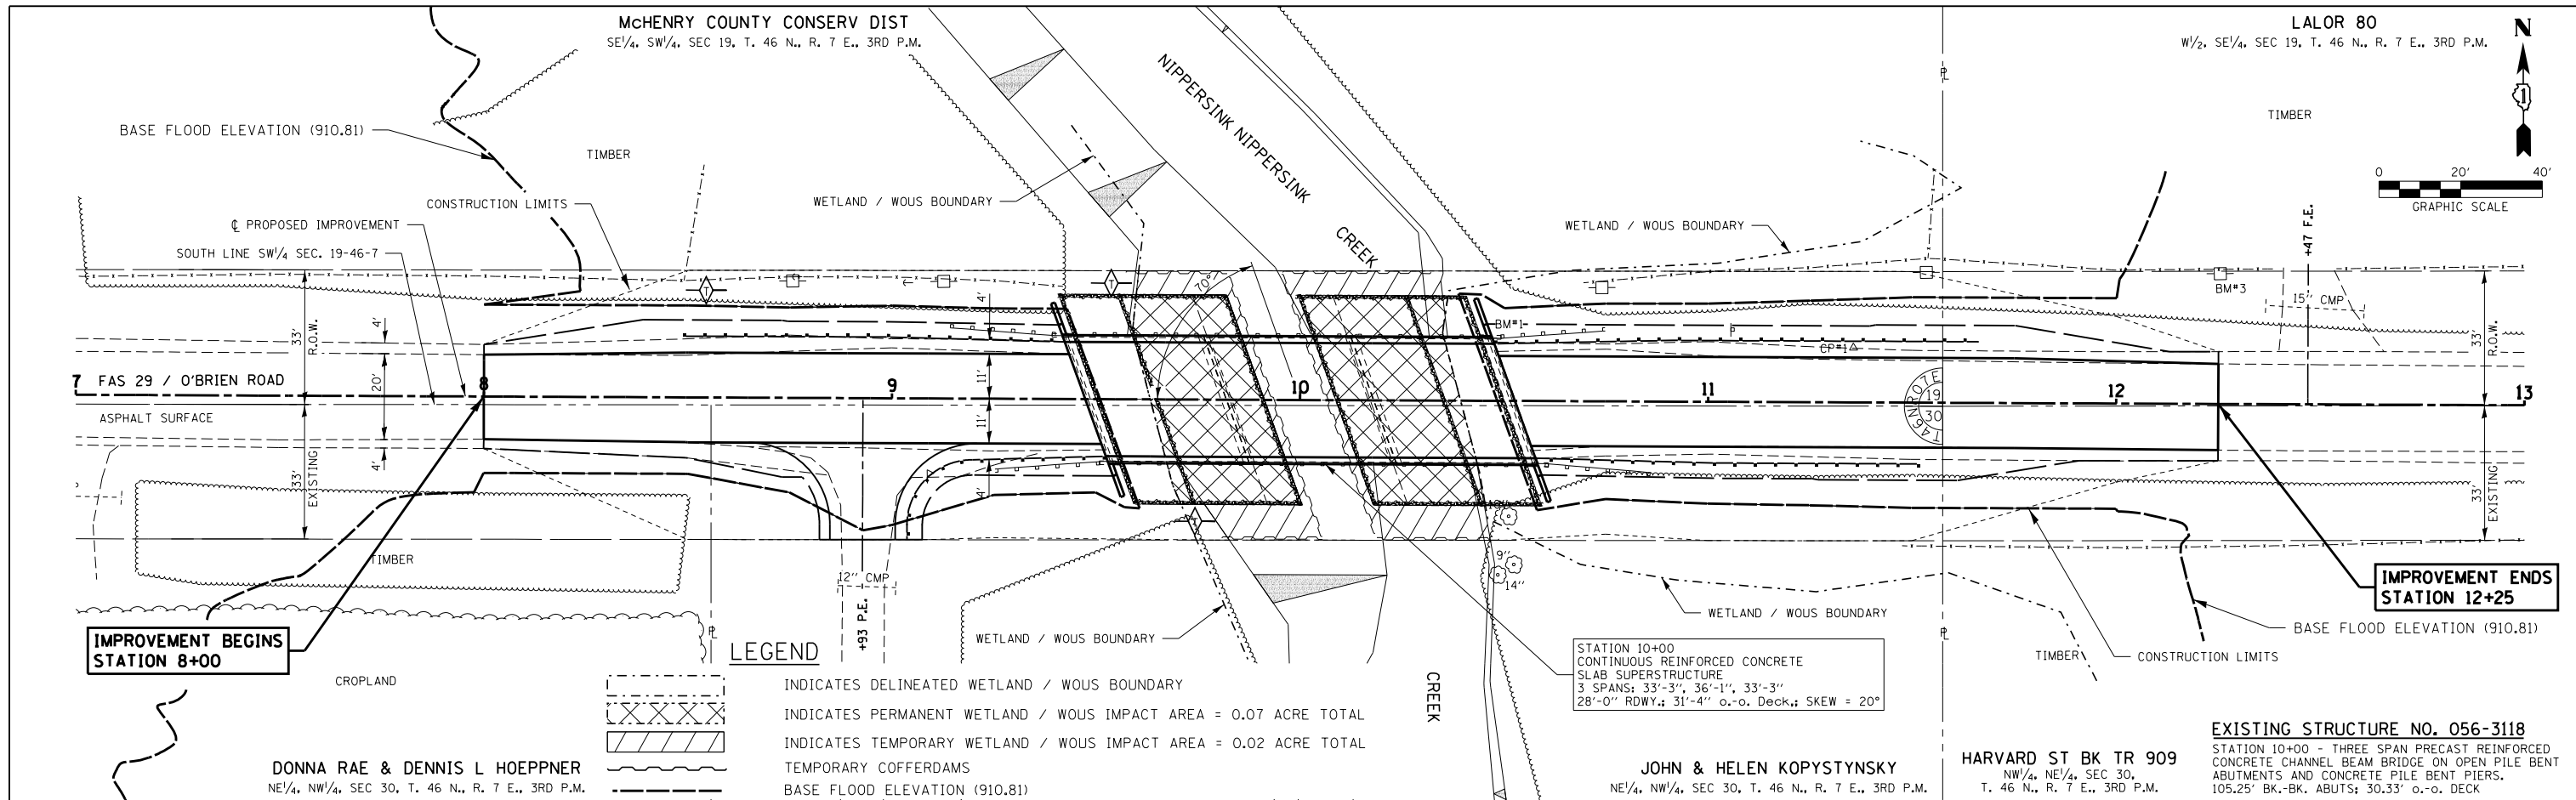 McHENRY COUNTY CONSERV DIST
SE¼, SW¼, SEC 19, T. 46 N., R. 7 E., 3RD P.M.
LALOR 80
W½, SE¼, SEC 19, T. 46 N., R. 7 E., 3RD P.M.
N
1
NIPPERSINK NIPPERSINK
CREEK
TIMBER
BASE FLOOD ELEVATION (910.81)
TIMBER
0 20' 40'
GRAPHIC SCALE
CONSTRUCTION LIMITS
WETLAND / WOUS BOUNDARY
WETLAND / WOUS BOUNDARY
℄ PROPOSED IMPROVEMENT
SOUTH LINE SW¼ SEC. 19-46-7
+47 F.E.
15'' CMP
BM#3
BM#1
CP#1
70°
33'
R.O.W.
33'
EXISTING
4'
20'
4'
4'
11'
11'
4'
33'
R.O.W.
33'
EXISTING
7 FAS 29 / O'BRIEN ROAD
8
9
10
11
12
13
ASPHALT SURFACE
T46NR07E
19
30
TIMBER
12'' CMP
+93 P.E.
9''
14''
IMPROVEMENT BEGINS
STATION 8+00
IMPROVEMENT ENDS
STATION 12+25
WETLAND / WOUS BOUNDARY
WETLAND / WOUS BOUNDARY
BASE FLOOD ELEVATION (910.81)
TIMBER
CONSTRUCTION LIMITS
CROPLAND
CREEK
STATION 10+00
CONTINUOUS REINFORCED CONCRETE
SLAB SUPERSTRUCTURE
3 SPANS: 33'-3'', 36'-1'', 33'-3''
28'-0'' RDWY.; 31'-4'' o.-o. Deck.; SKEW = 20°
LEGEND
INDICATES DELINEATED WETLAND / WOUS BOUNDARY
INDICATES PERMANENT WETLAND / WOUS IMPACT AREA = 0.07 ACRE TOTAL
INDICATES TEMPORARY WETLAND / WOUS IMPACT AREA = 0.02 ACRE TOTAL
TEMPORARY COFFERDAMS
BASE FLOOD ELEVATION (910.81)
DONNA RAE & DENNIS L HOEPPNER
NE¼, NW¼, SEC 30, T. 46 N., R. 7 E., 3RD P.M.
JOHN & HELEN KOPYSTYNSKY
NE¼, NW¼, SEC 30, T. 46 N., R. 7 E., 3RD P.M.
HARVARD ST BK TR 909
NW¼, NE¼, SEC 30,
T. 46 N., R. 7 E., 3RD P.M.
EXISTING STRUCTURE NO. 056-3118
STATION 10+00 - THREE SPAN PRECAST REINFORCED
CONCRETE CHANNEL BEAM BRIDGE ON OPEN PILE BENT
ABUTMENTS AND CONCRETE PILE BENT PIERS.
105.25' BK.-BK. ABUTS; 30.33' o.-o. DECK